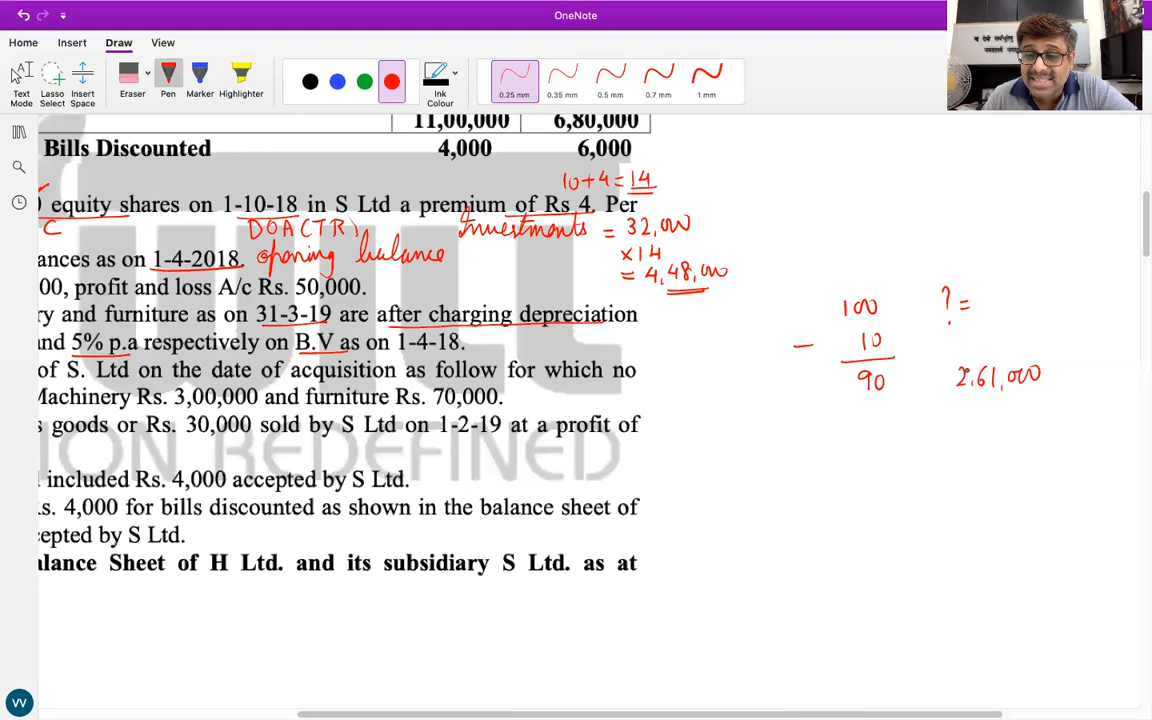 OneNote
Home Insert Draw View
Text Mode
Lasso Select
Insert Space
Eraser
Pen
Marker
Highlighter
Ink Colour
0.25 mm
0.35 mm
0.5 mm
0.7 mm
1 mm
11,00,000 6,80,000
Bills Discounted 4,000 6,000
10+4=14
equity shares on 1-10-18 in S Ltd a premium of Rs 4. Per
C DOA(TR) Investments = 32,000
×14
ances as on 1-4-2018. opening balance
= 4,48,000
00, profit and loss A/c Rs. 50,000.
ry and furniture as on 31-3-19 are after charging depreciation
and 5% p.a respectively on B.V as on 1-4-18.
of S. Ltd on the date of acquisition as follow for which no
Machinery Rs. 3,00,000 and furniture Rs. 70,000.
s goods or Rs. 30,000 sold by S Ltd on 1-2-19 at a profit of
included Rs. 4,000 accepted by S Ltd.
Rs. 4,000 for bills discounted as shown in the balance sheet of
cepted by S Ltd.
alance Sheet of H Ltd. and its subsidiary S Ltd. as at
100 ? =
- 10
90 2,61,000
ION REDEFINED
VV